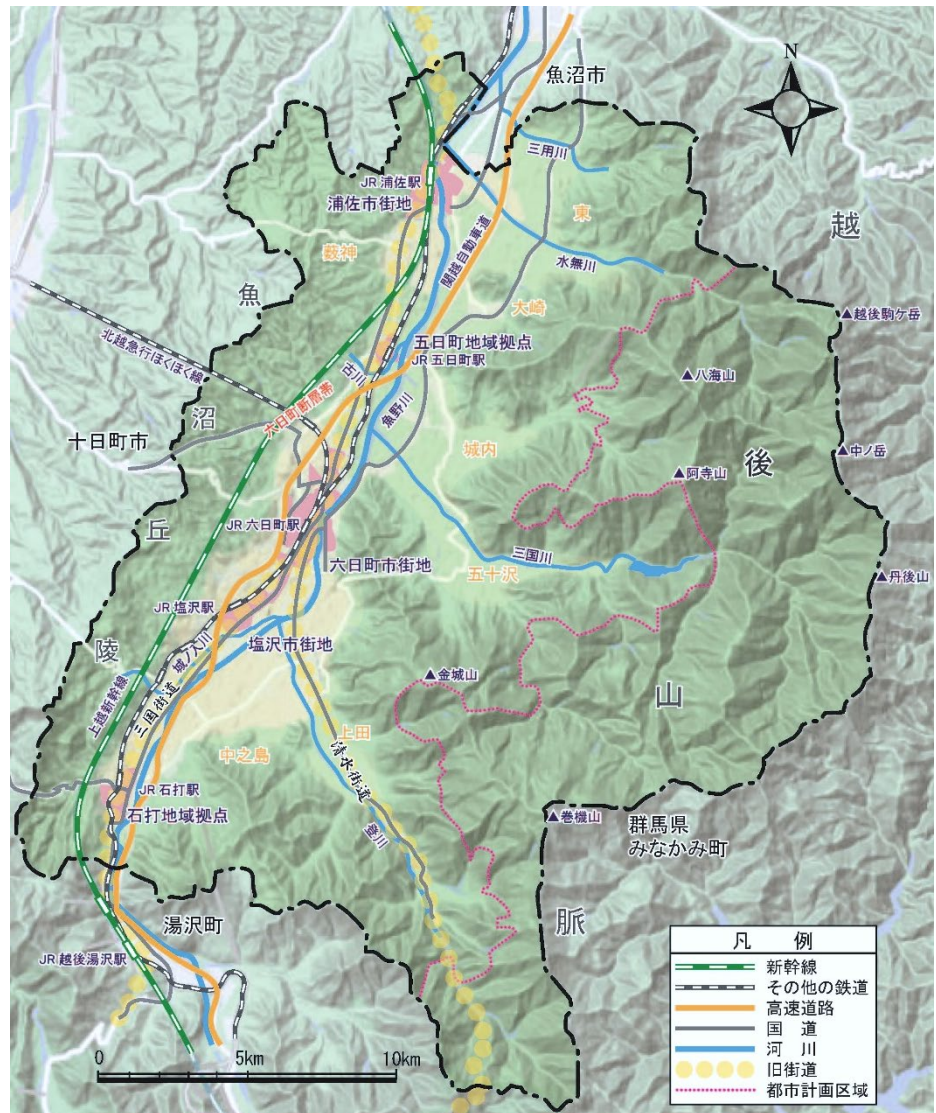 N
魚沼市
三用川
JR 浦佐駅
浦佐市街地
東
越
藪神
関越自動車道
水無川
魚
大崎
越後駒ケ岳
北越急行ほくほく線
五日町地域拠点
JR 五日町駅
古川
八海山
六日町断層帯
魚野川
沼
十日町市
城内
後
中ノ岳
阿寺山
JR 六日町駅
丘
三国川
六日町市街地
五十沢
丹後山
JR 塩沢駅
塩沢市街地
陵
城ノ入川
金城山
山
上越新幹線
三国街道
上田
中之島
清水街道
JR 石打駅
石打地域拠点
登川
巻機山
群馬県
みなかみ町
湯沢町
脈
JR 越後湯沢駅
凡 例
新幹線
その他の鉄道
高速道路
国 道
河 川
旧街道
都市計画区域
0 5km 10km